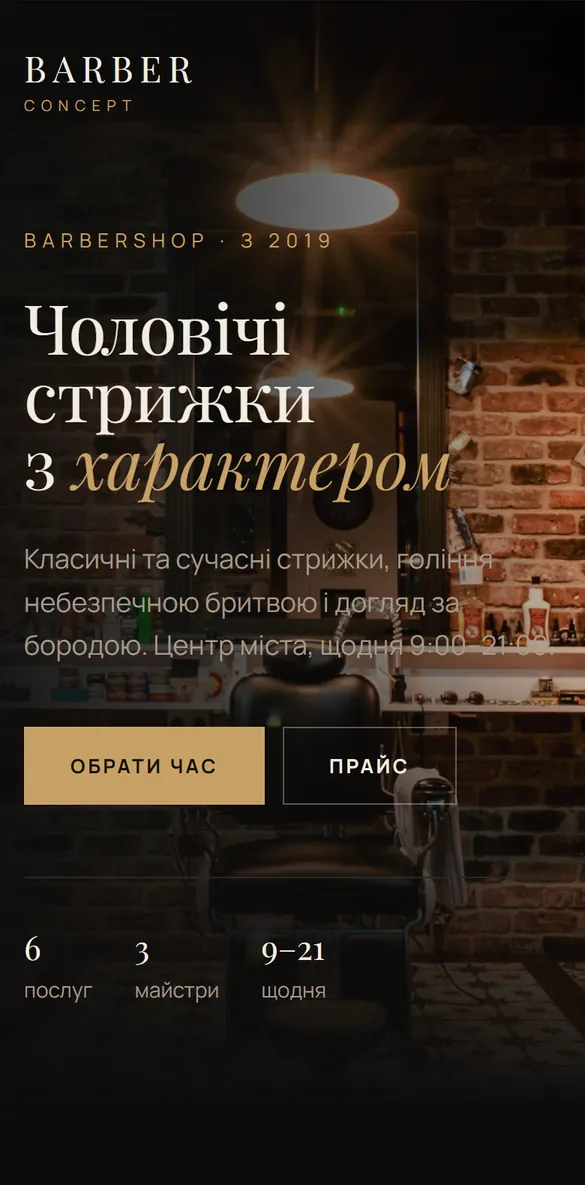 BARBER
CONCEPT
BARBERSHOP · З 2019
Чоловічі
стрижки
з характером
Класичні та сучасні стрижки, гоління
небезпечною бритвою і догляд за
бородою. Центр міста, щодня 9:00–21:00.
ОБРАТИ ЧАС
ПРАЙС
6
3
9–21
послуг
майстри
щодня